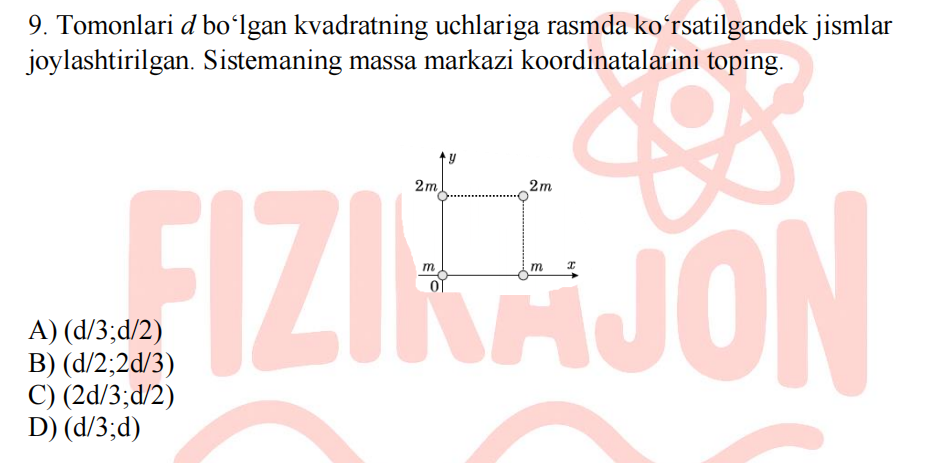 9. Tomonlari d bo‘lgan kvadratning uchlariga rasmda ko‘rsatilgandek jismlar
joylashtirilgan. Sistemaning massa markazi koordinatalarini toping.
y
2m 2m
m m x
0
FIZIKAJON
A) (d/3;d/2)
B) (d/2;2d/3)
C) (2d/3;d/2)
D) (d/3;d)